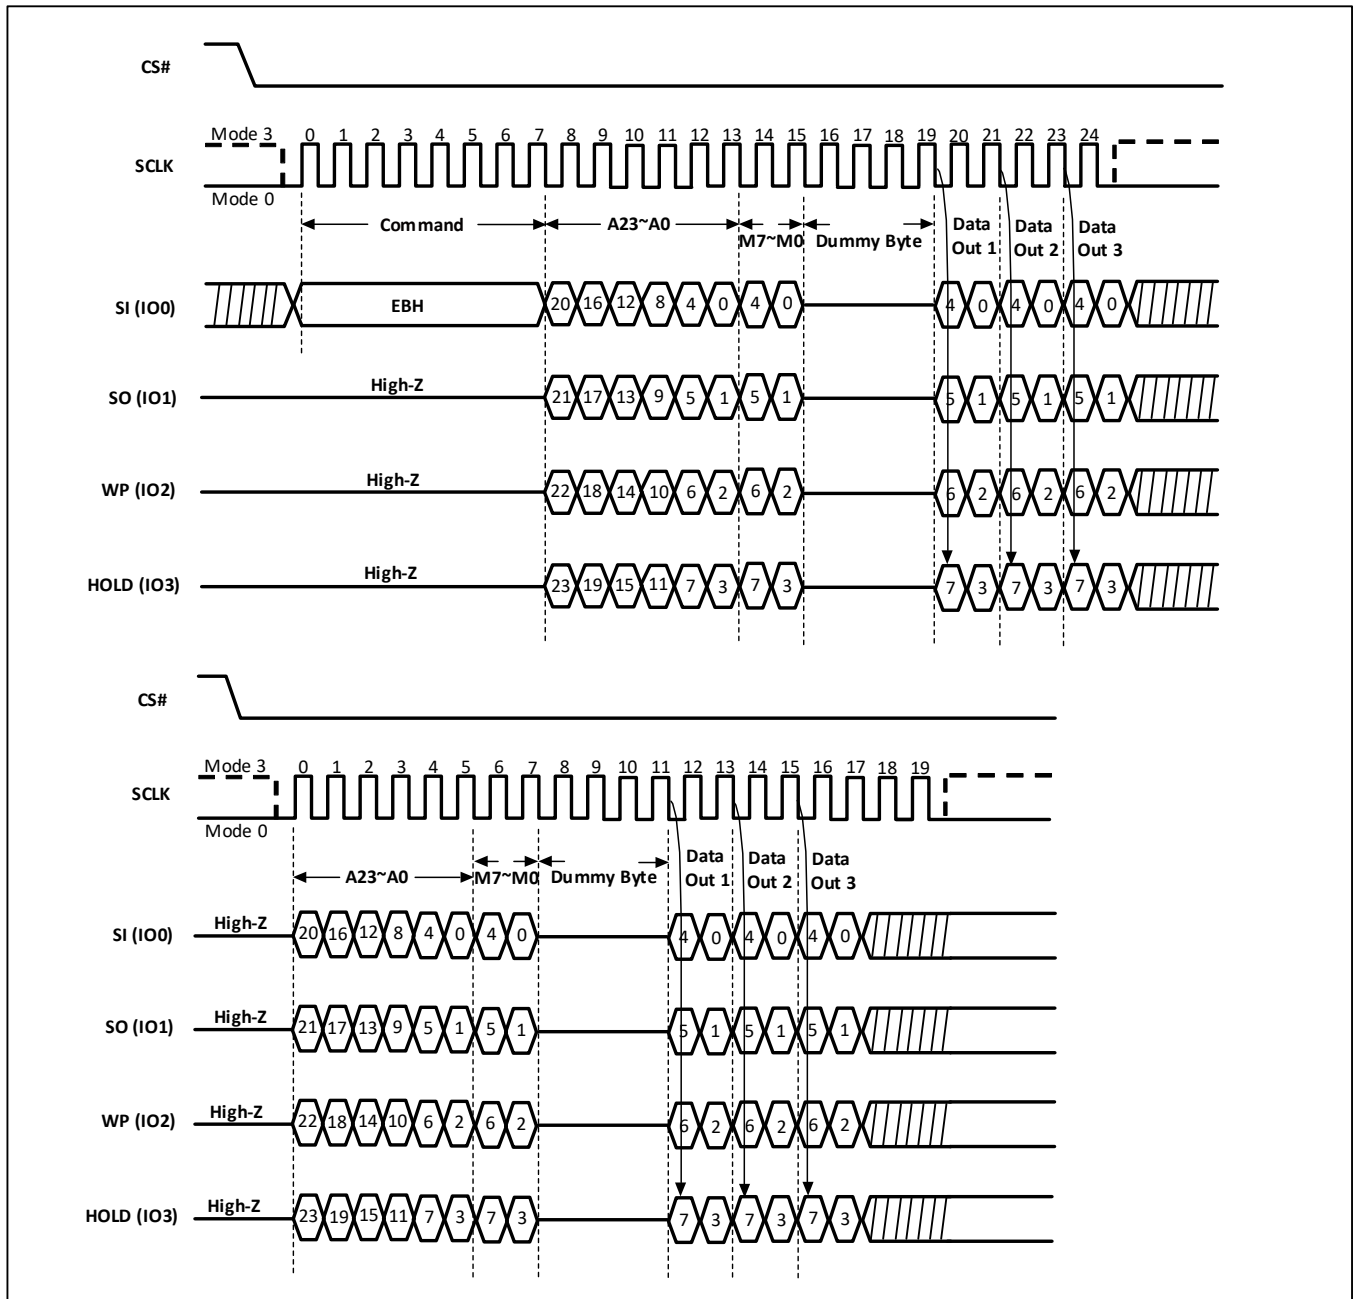 CS#
Mode 3
0 1 2 3 4 5 6 7 8 9 10 11 12 13 14 15 16 17 18 19 20 21 22 23 24
SCLK
Mode 0
Command A23~A0 M7~M0 Dummy Byte Data Out 1 Data Out 2 Data Out 3
SI (IO0) EBH 20 16 12 8 4 0 4 0 4 0 4 0 4 0
SO (IO1) High-Z 21 17 13 9 5 1 5 1 5 1 5 1 5 1
WP (IO2) High-Z 22 18 14 10 6 2 6 2 6 2 6 2 6 2
HOLD (IO3) High-Z 23 19 15 11 7 3 7 3 7 3 7 3 7 3
CS#
Mode 3
0 1 2 3 4 5 6 7 8 9 10 11 12 13 14 15 16 17 18 19
SCLK
Mode 0
A23~A0 M7~M0 Dummy Byte Data Out 1 Data Out 2 Data Out 3
SI (IO0) High-Z 20 16 12 8 4 0 4 0 4 0 4 0 4 0
SO (IO1) High-Z 21 17 13 9 5 1 5 1 5 1 5 1 5 1
WP (IO2) High-Z 22 18 14 10 6 2 6 2 6 2 6 2 6 2
HOLD (IO3) High-Z 23 19 15 11 7 3 7 3 7 3 7 3 7 3